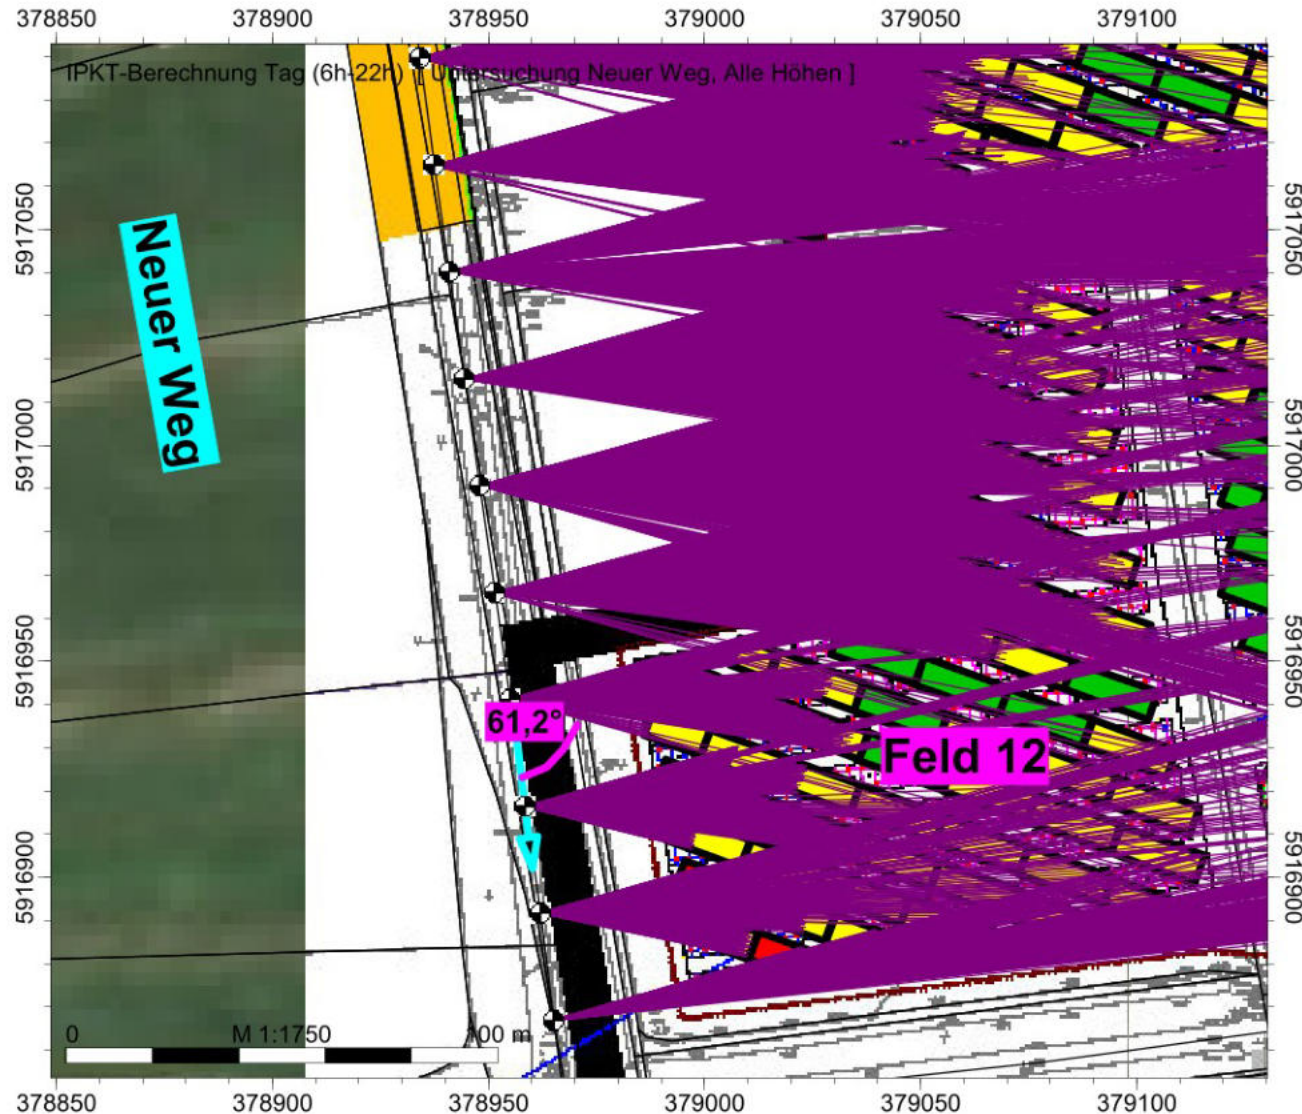 378850 378900 378950 379000 379050 379100
IPKT-Berechnung Tag (6h-22h) [ Untersuchung Neuer Weg, Alle Höhen ]
5917050
5917050
Neuer Weg
5917000
5917000
5916950
5916950
61,2°
Feld 12
5916900
5916900
0 M 1:1750 100 m
378850 378900 378950 379000 379050 379100